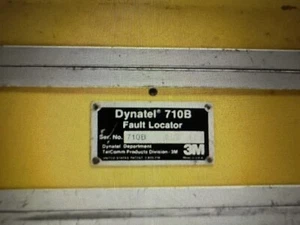 Dynatel® 710B
Fault Locator
Ser. No. 710B
Dynatel Department
TelComm Products Division · 3M
3M